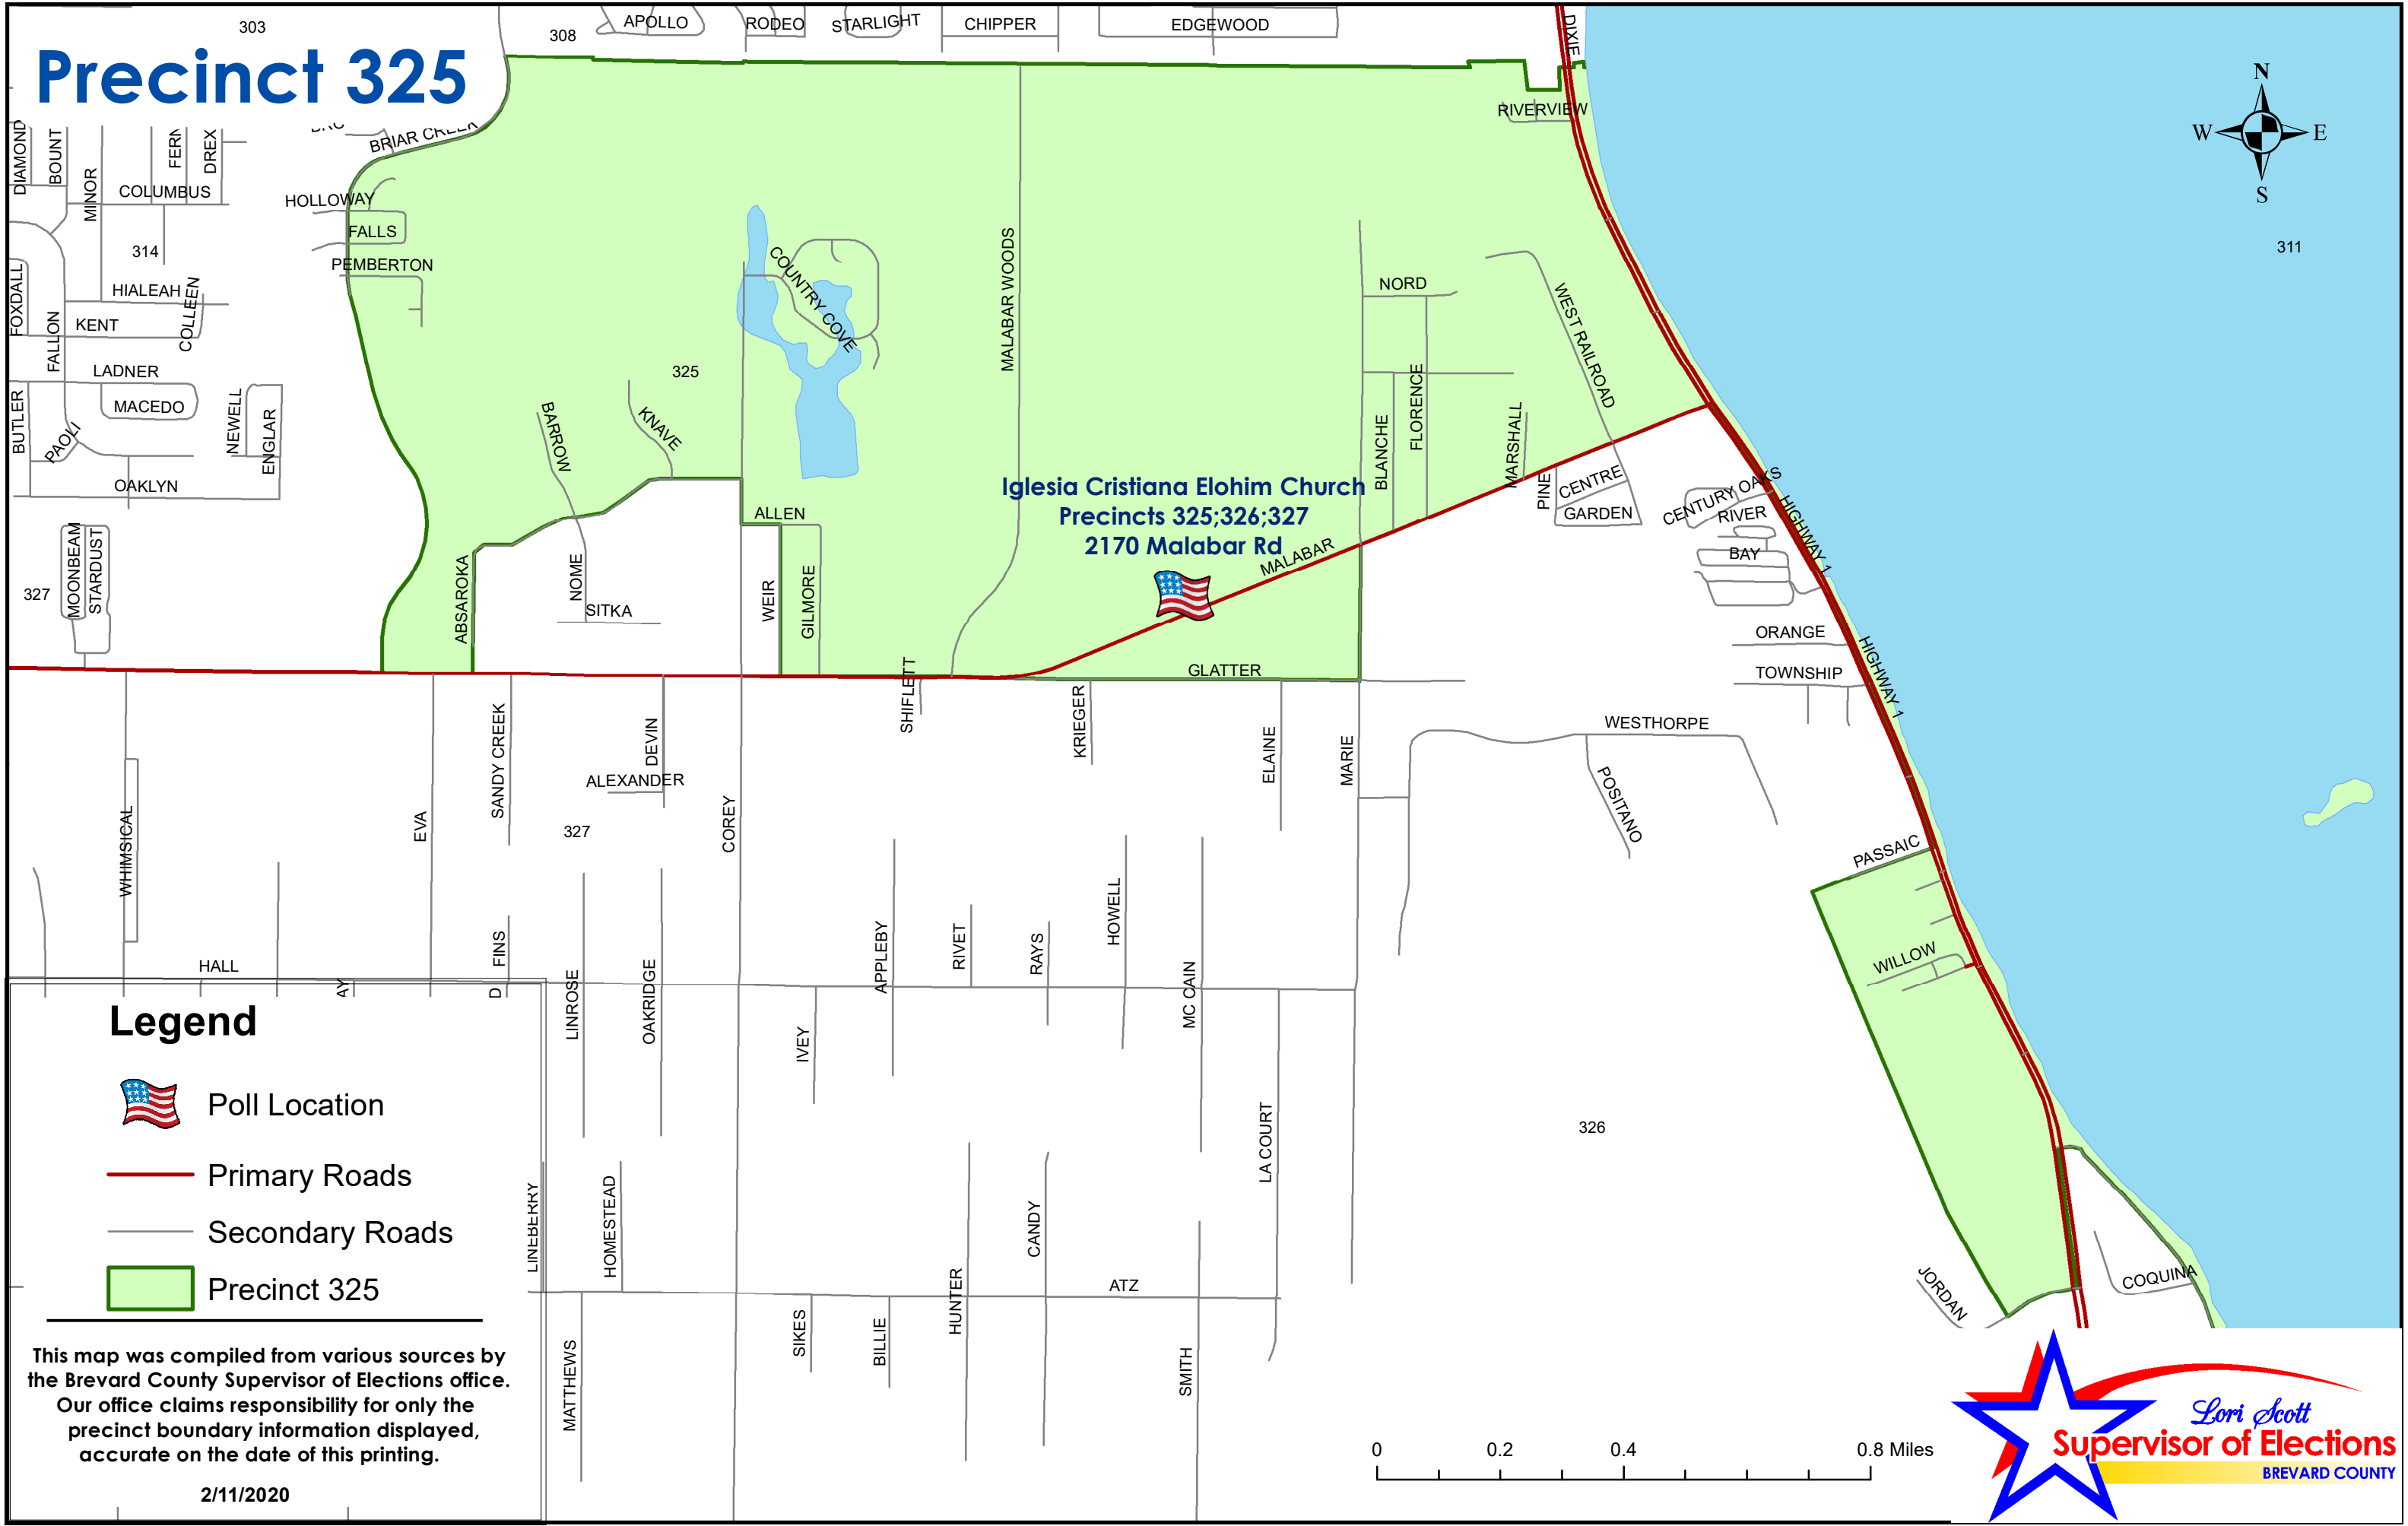 303
308
APOLLO
RODEO
STARLIGHT
CHIPPER
EDGEWOOD
DIXIE
Precinct 325
N
W
E
S
RIVERVIEW
DIAMOND
BOUNT
MINOR
FERN
DREX
BRIAR CREEK
COLUMBUS
HOLLOWAY
FALLS
PEMBERTON
314
311
FOXDALL
FALLON
HIALEAH
COLLEEN
KENT
COUNTRY COVE
MALABAR WOODS
NORD
WEST RAILROAD
LADNER
MACEDO
325
BUTLER
PAOLI
NEWELL
ENGLAR
OAKLYN
BARROW
KNAVE
BLANCHE
FLORENCE
MARSHALL
Iglesia Cristiana Elohim Church
Precincts 325;326;327
2170 Malabar Rd
MALABAR
PINE
CENTRE
GARDEN
CENTURY OAKS
RIVER
BAY
HIGHWAY 1
ALLEN
MOONBEAM
STARDUST
327
ABSAROKA
NOME
SITKA
WEIR
GILMORE
ORANGE
TOWNSHIP
HIGHWAY 1
SHIFLETT
GLATTER
KRIEGER
ELAINE
MARIE
WESTHORPE
POSITANO
WHIMSICAL
EVA
SANDY CREEK
DEVIN
ALEXANDER
327
COREY
PASSAIC
WILLOW
HALL
AY
FINS
D
LINROSE
OAKRIDGE
APPLEBY
RIVET
RAYS
HOWELL
MC CAIN
IVEY
LA COURT
326
LINEBERRY
HOMESTEAD
HUNTER
CANDY
ATZ
JORDAN
COQUINA
MATTHEWS
SIKES
BILLIE
SMITH
Legend
Poll Location
Primary Roads
Secondary Roads
Precinct 325
This map was compiled from various sources by
the Brevard County Supervisor of Elections office.
Our office claims responsibility for only the
precinct boundary information displayed,
accurate on the date of this printing.
2/11/2020
0
0.2
0.4
0.8 Miles
Lori Scott
Supervisor of Elections
BREVARD COUNTY